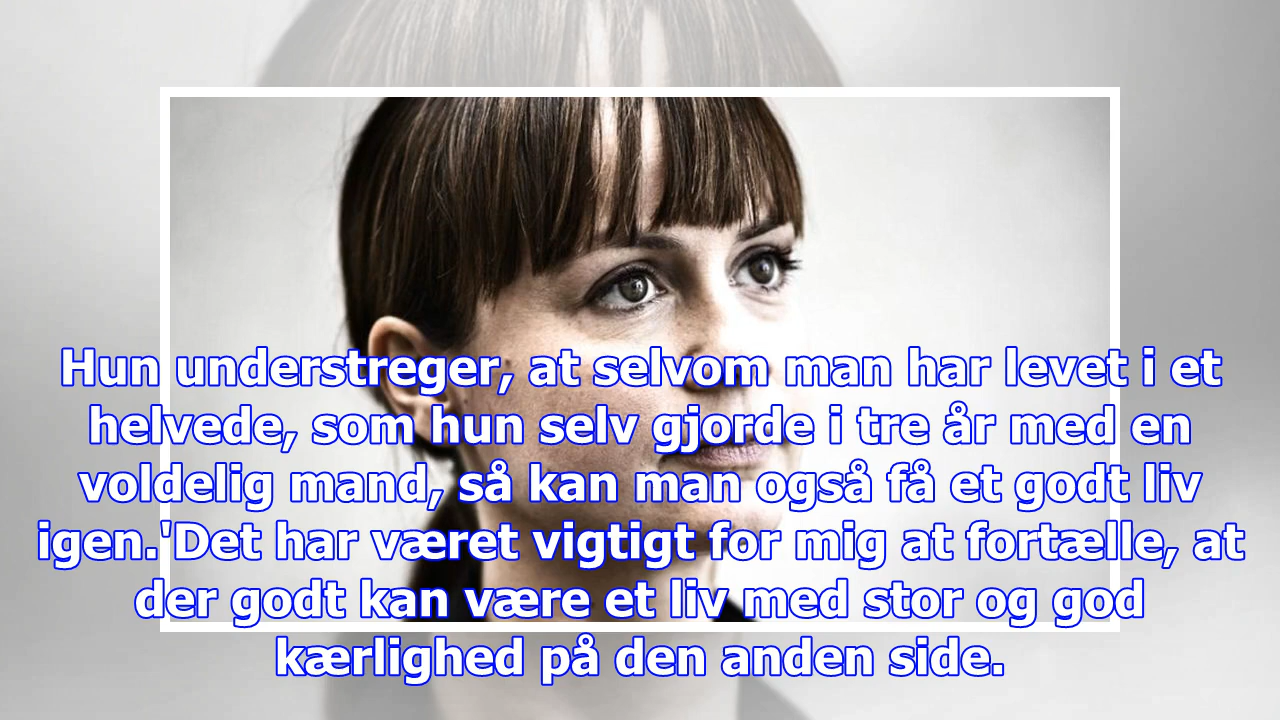 Hun understreger, at selvom man har levet i et
helvede, som hun selv gjorde i tre år med en
voldelig mand, så kan man også få et godt liv
igen.'Det har været vigtigt for mig at fortælle, at
der godt kan være et liv med stor og god
kærlighed på den anden side.